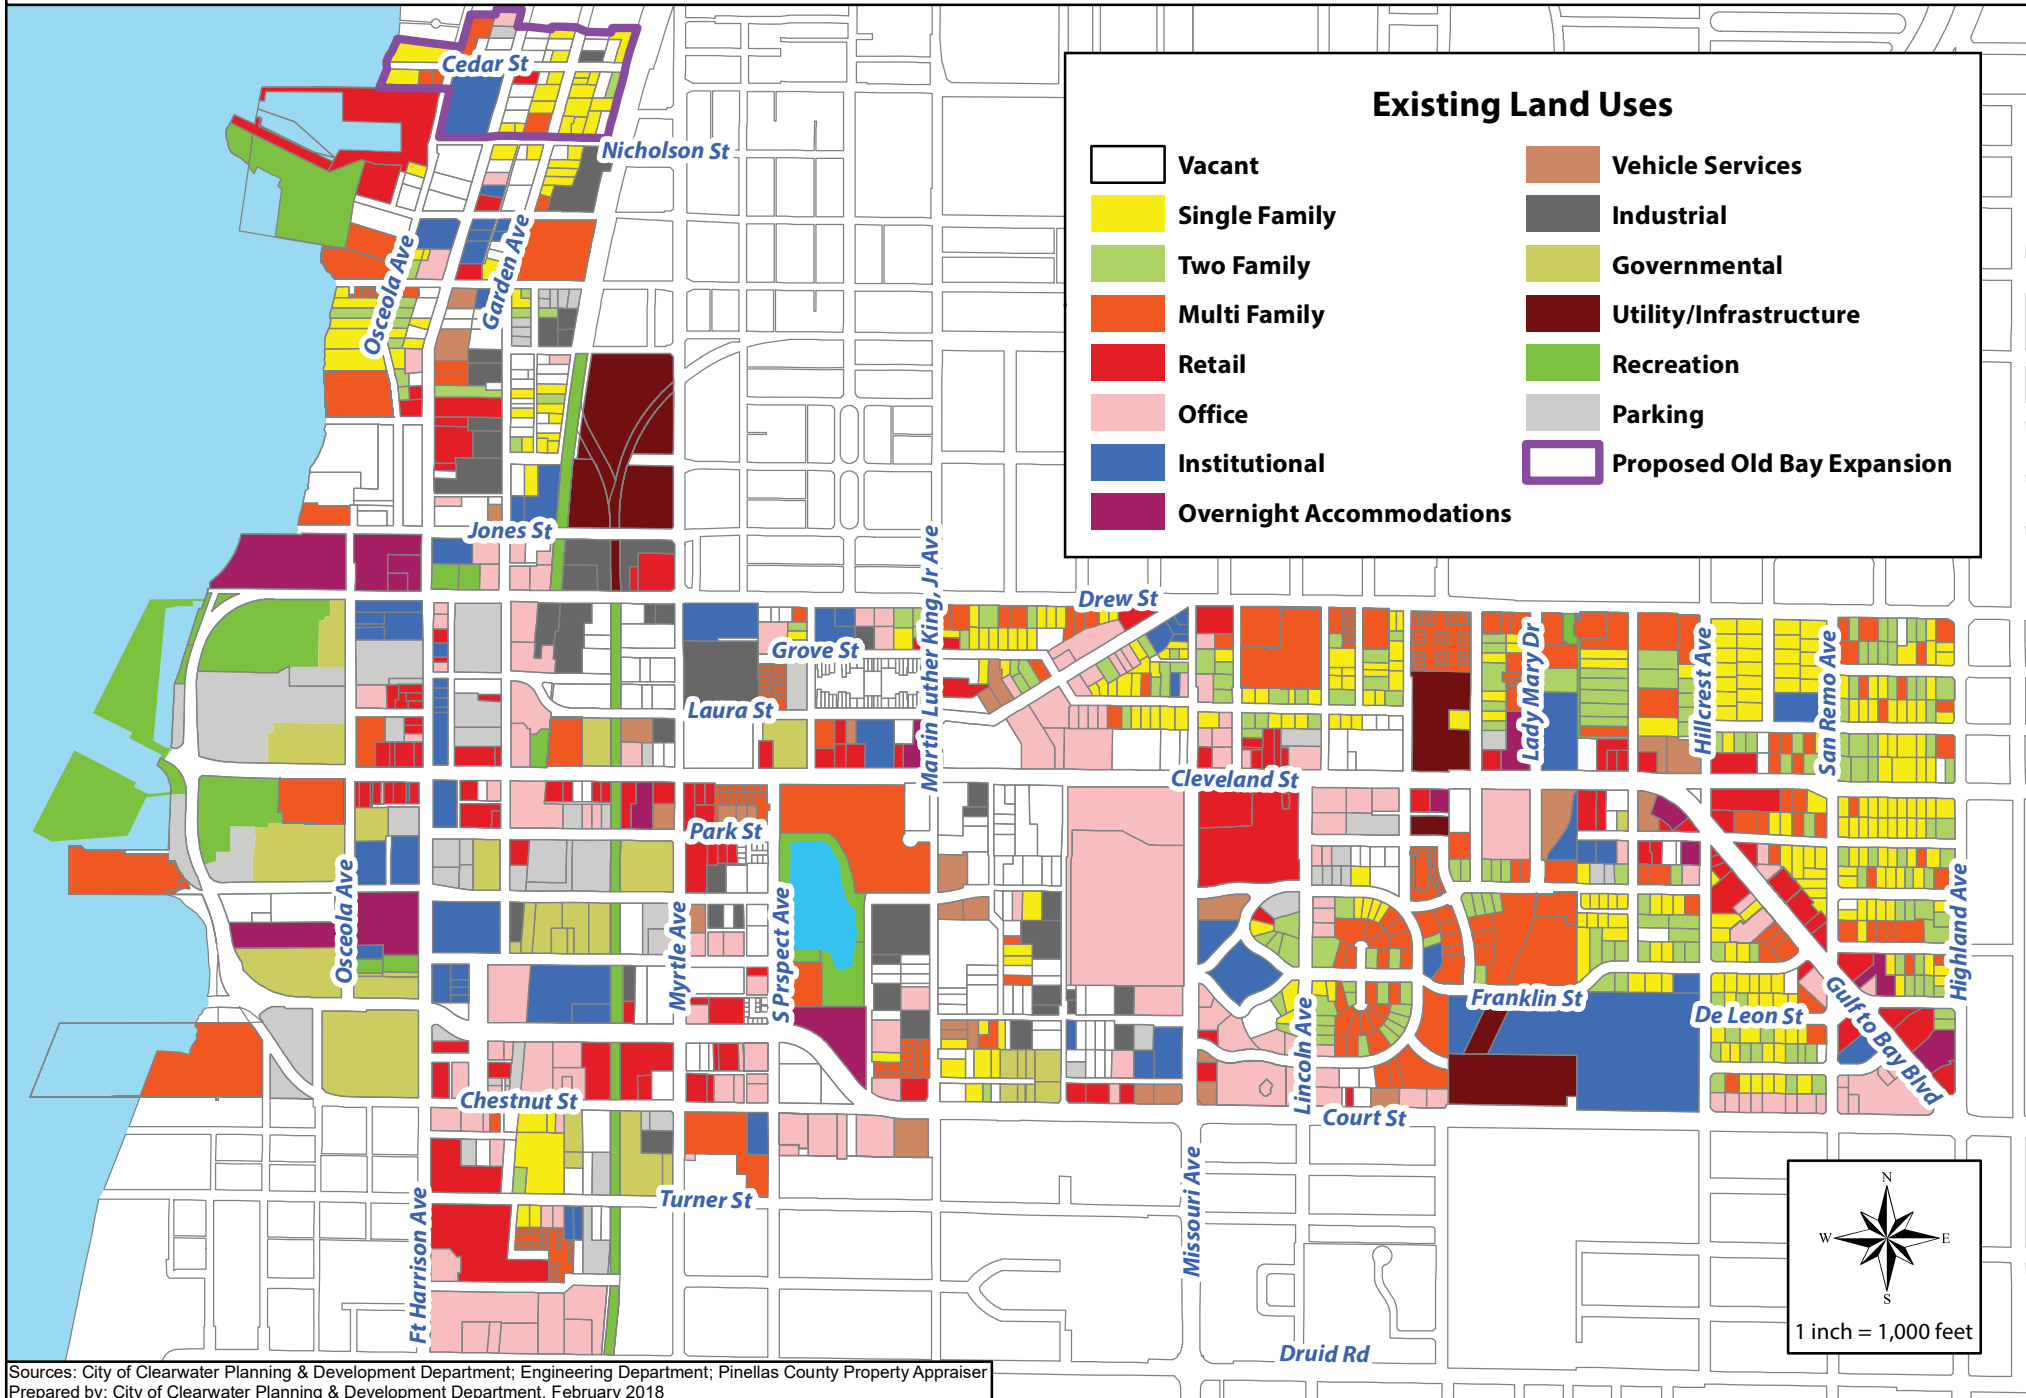 Cedar St
Nicholson St
Existing Land Uses
Vacant
Single Family
Two Family
Multi Family
Retail
Office
Institutional
Overnight Accommodations
Vehicle Services
Industrial
Governmental
Utility/Infrastructure
Recreation
Parking
Proposed Old Bay Expansion
Osceola Ave
Garden Ave
Jones St
Martin Luther King, Jr Ave
Drew St
Grove St
Laura St
Lady Mary Dr
Hillcrest Ave
San Remo Ave
Cleveland St
Park St
Osceola Ave
Myrtle Ave
S Prspect Ave
Highland Ave
Franklin St
De Leon St
Gulf to Bay Blvd
Lincoln Ave
Chestnut St
Court St
Missouri Ave
Turner St
Ft Harrison Ave
Druid Rd
N
W
E
S
1 inch = 1,000 feet
Sources: City of Clearwater Planning & Development Department; Engineering Department; Pinellas County Property Appraiser
Prepared by: City of Clearwater Planning & Development Department, February 2018